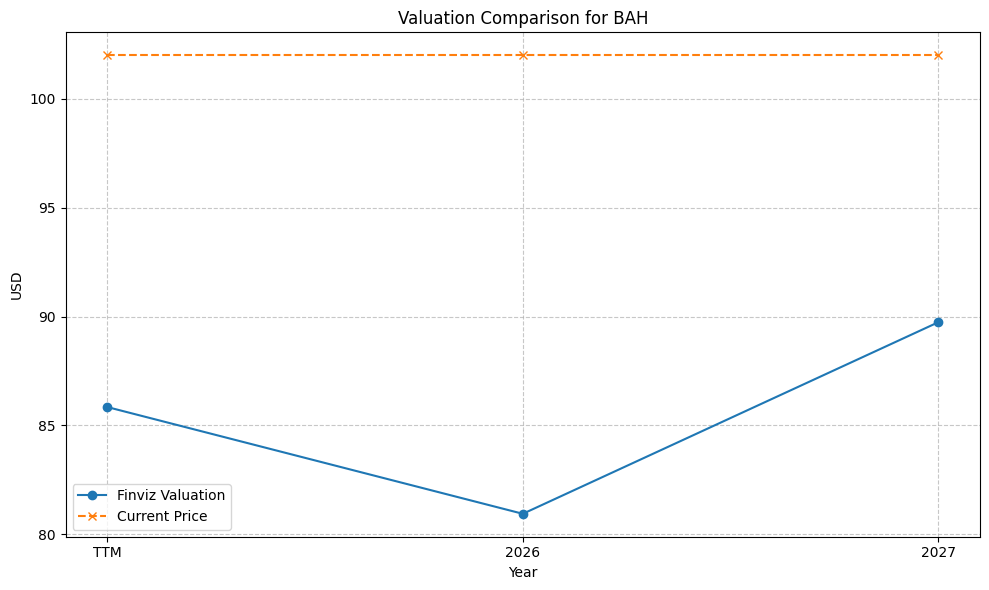 Valuation Comparison for BAH
USD
100
95
90
85
80
Finviz Valuation
Current Price
TTM
2026
2027
Year